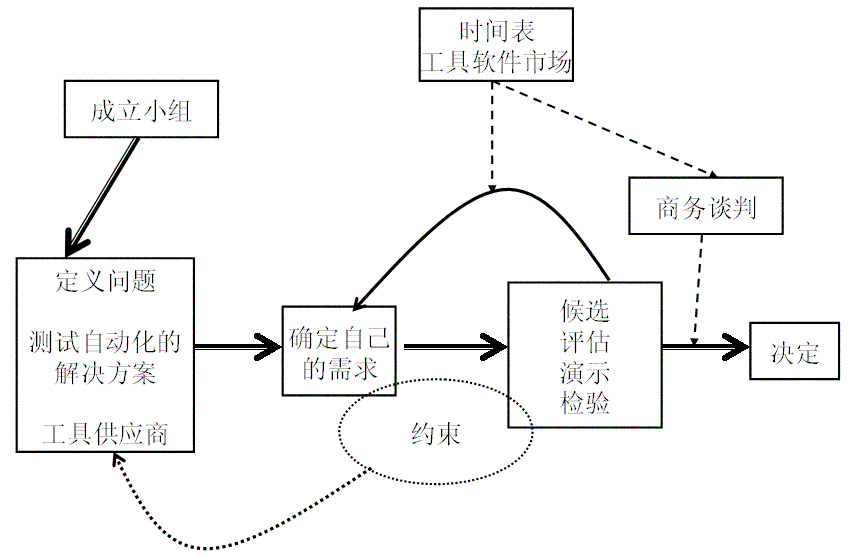 时间表
工具软件市场
成立小组
商务谈判
定义问题
测试自动化的
解决方案
工具供应商
确定自己
的需求
候选
评估
演示
检验
决定
约束